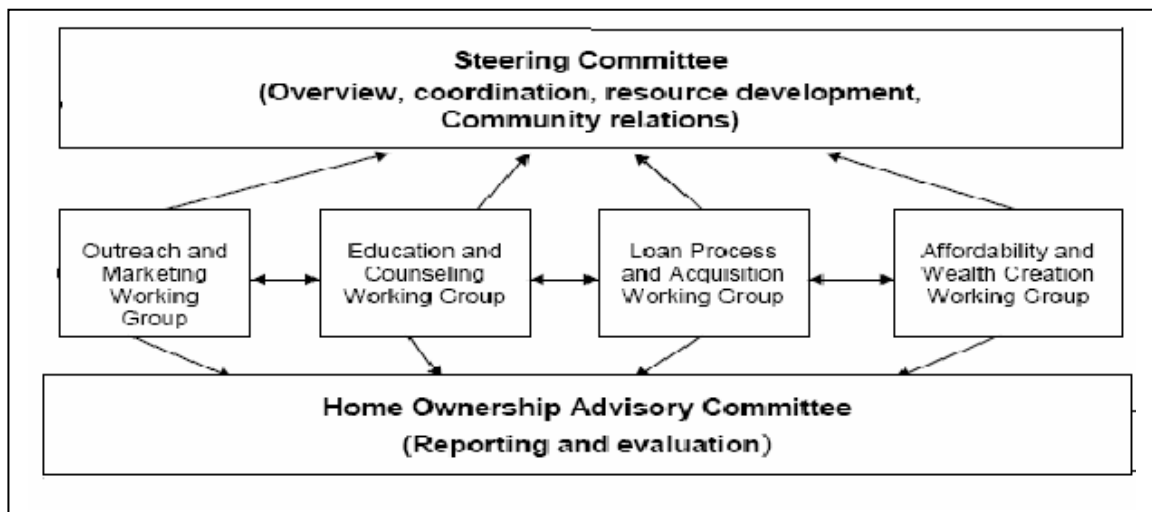 Steering Committee
(Overview, coordination, resource development,
Community relations)
Outreach and
Marketing
Working
Group
Education and
Counseling
Working Group
Loan Process
and Acquisition
Working Group
Affordability and
Wealth Creation
Working Group
Home Ownership Advisory Committee
(Reporting and evaluation)